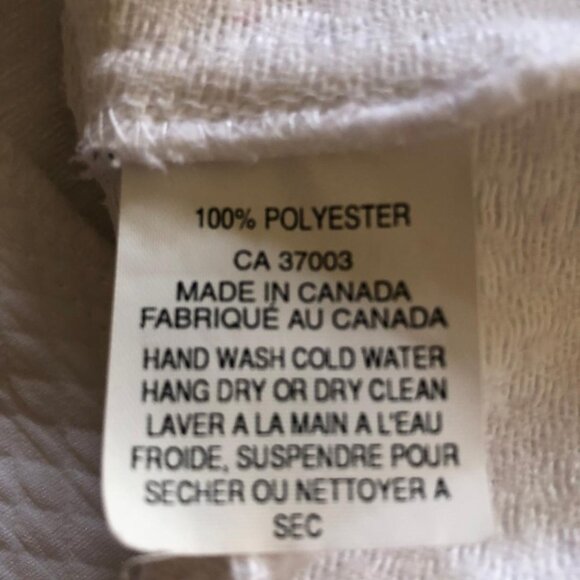 100% POLYESTER
CA 37003
MADE IN CANADA
FABRIQUÉ AU CANADA
HAND WASH COLD WATER
HANG DRY OR DRY CLEAN
LAVER A LA MAIN A L'EAU
FROIDE, SUSPENDRE POUR
SECHER OU NETTOYER A
SEC